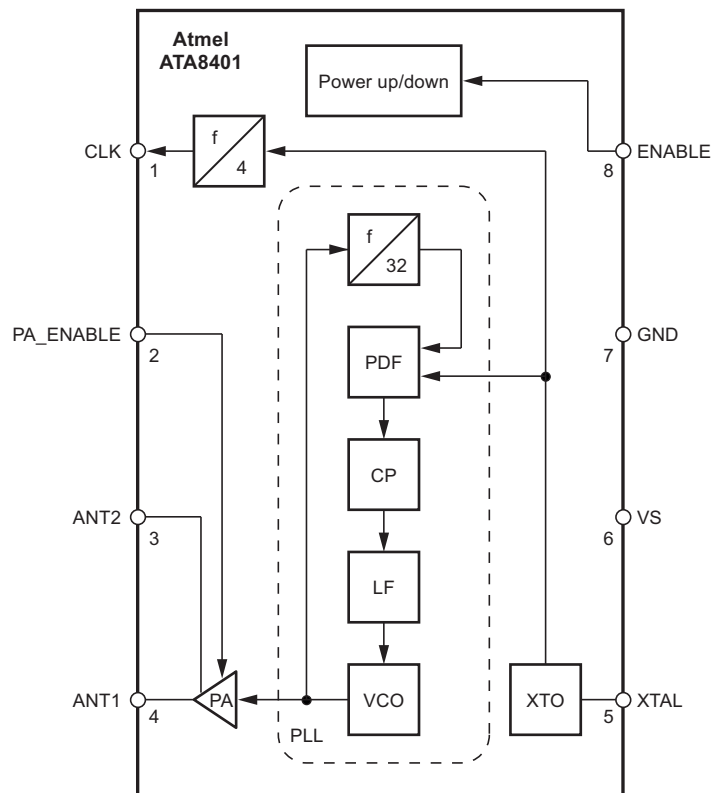 Atmel
ATA8401
Power up/down
CLK
1
f
4
ENABLE
8
f
32
PA_ENABLE
2
PDF
GND
7
CP
ANT2
3
VS
6
LF
ANT1
4
PA
VCO
PLL
XTO
5
XTAL